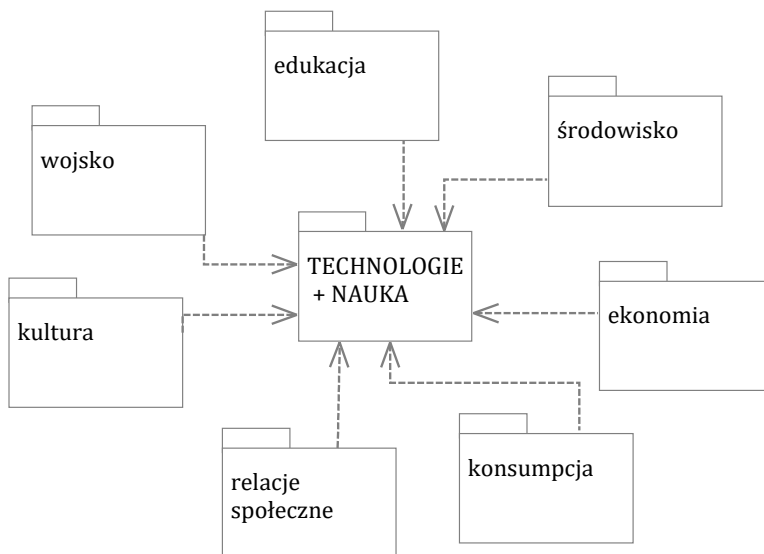 edukacja
środowisko
wojsko
TECHNOLOGIE
+ NAUKA
kultura
ekonomia
konsumpcja
relacje
społeczne